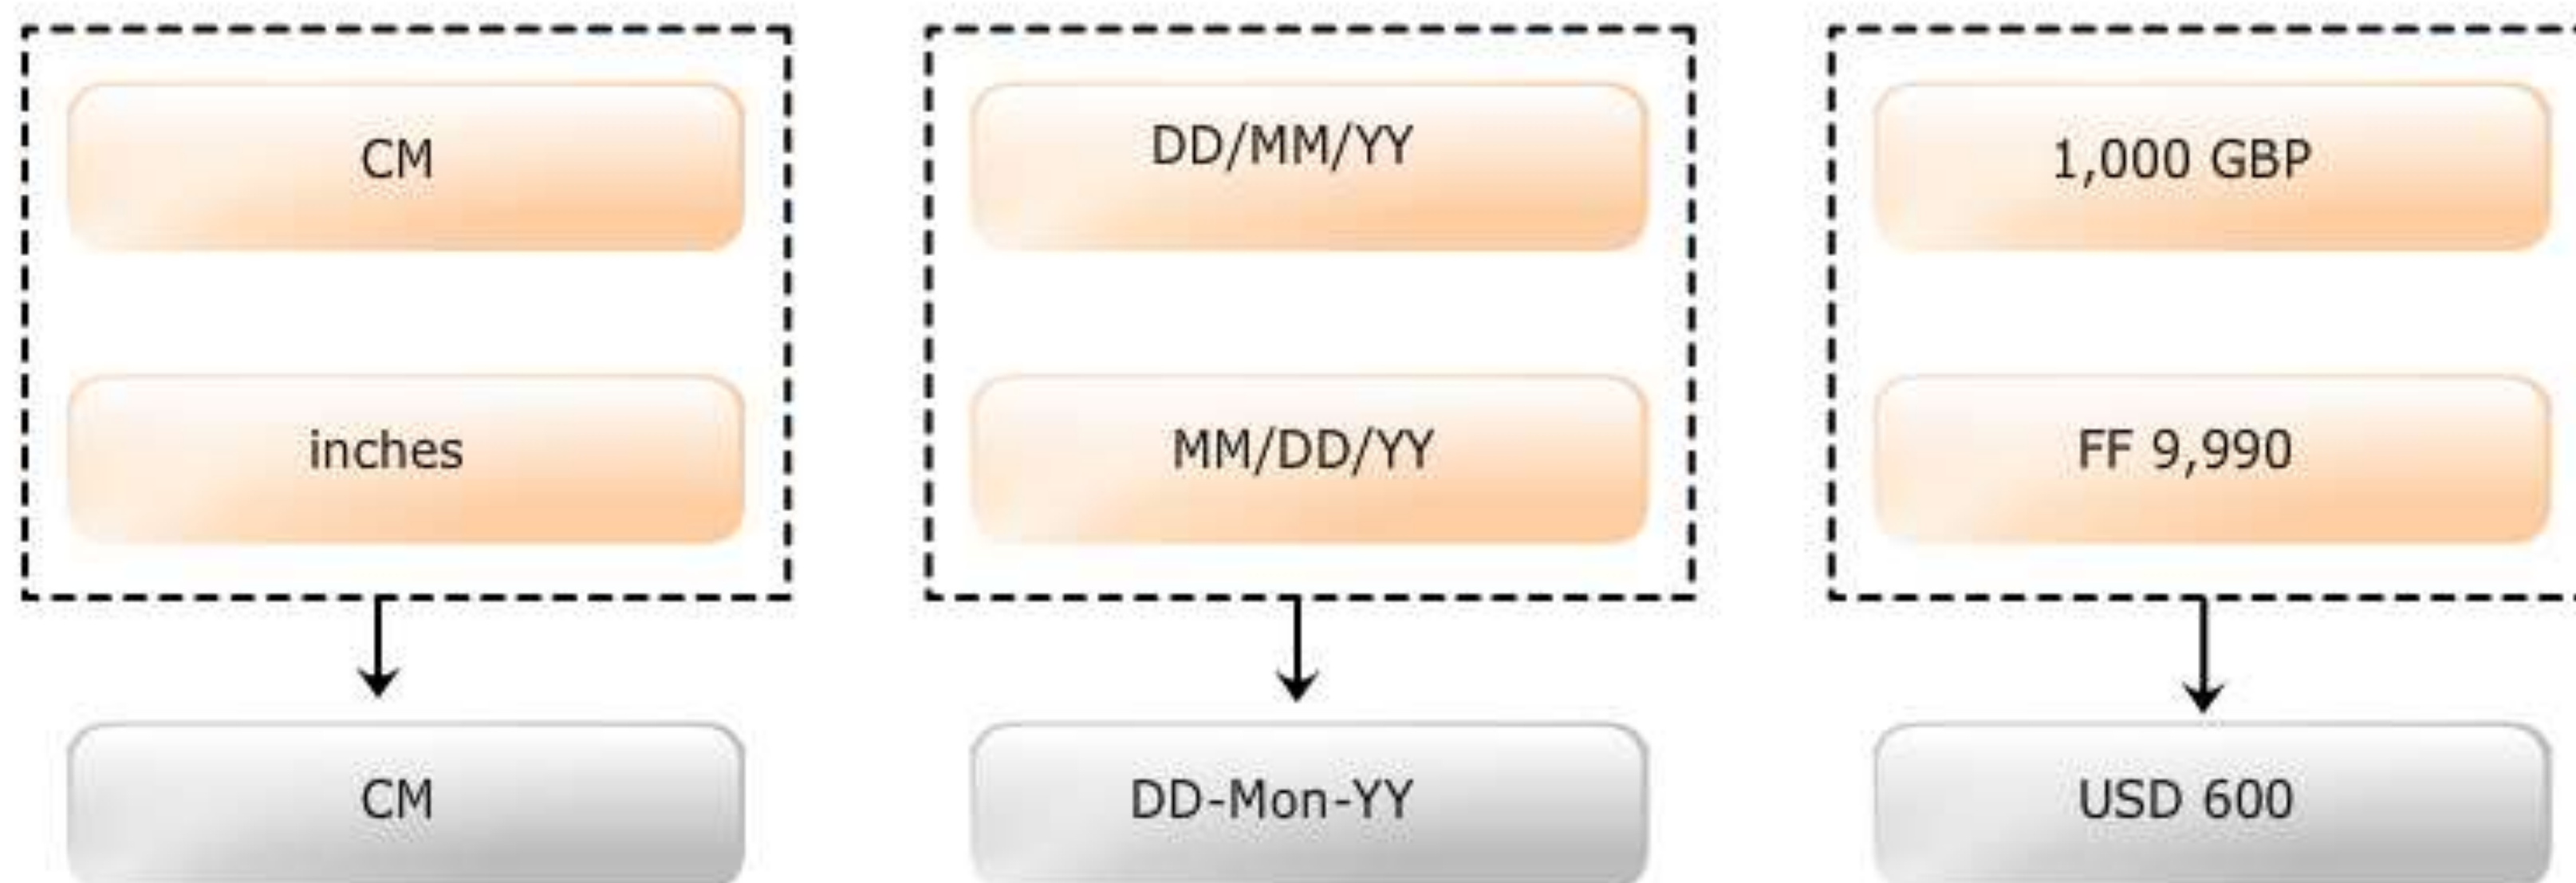 CM
DD/MM/YY
1,000 GBP
inches
MM/DD/YY
FF 9,990
CM
DD-Mon-YY
USD 600